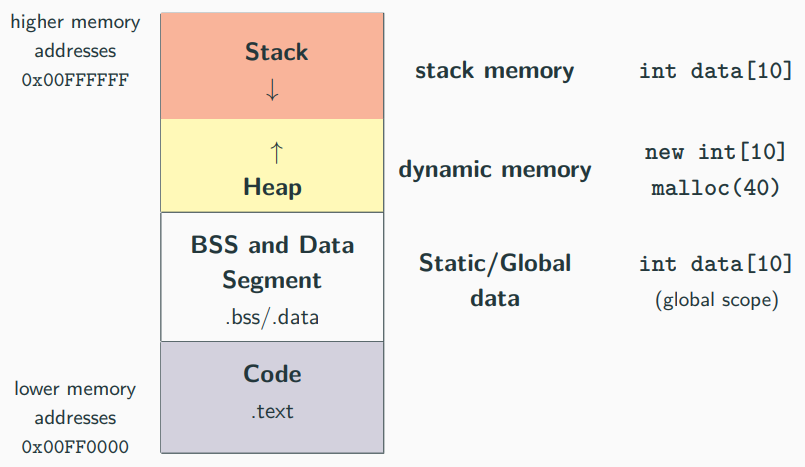 higher memory
addresses
0x00FFFFFF
Stack
↓
stack memory
int data[10]
↑
Heap
dynamic memory
new int[10]
malloc(40)
BSS and Data
Segment
.bss/.data
Static/Global
data
int data[10]
(global scope)
Code
.text
lower memory
addresses
0x00FF0000